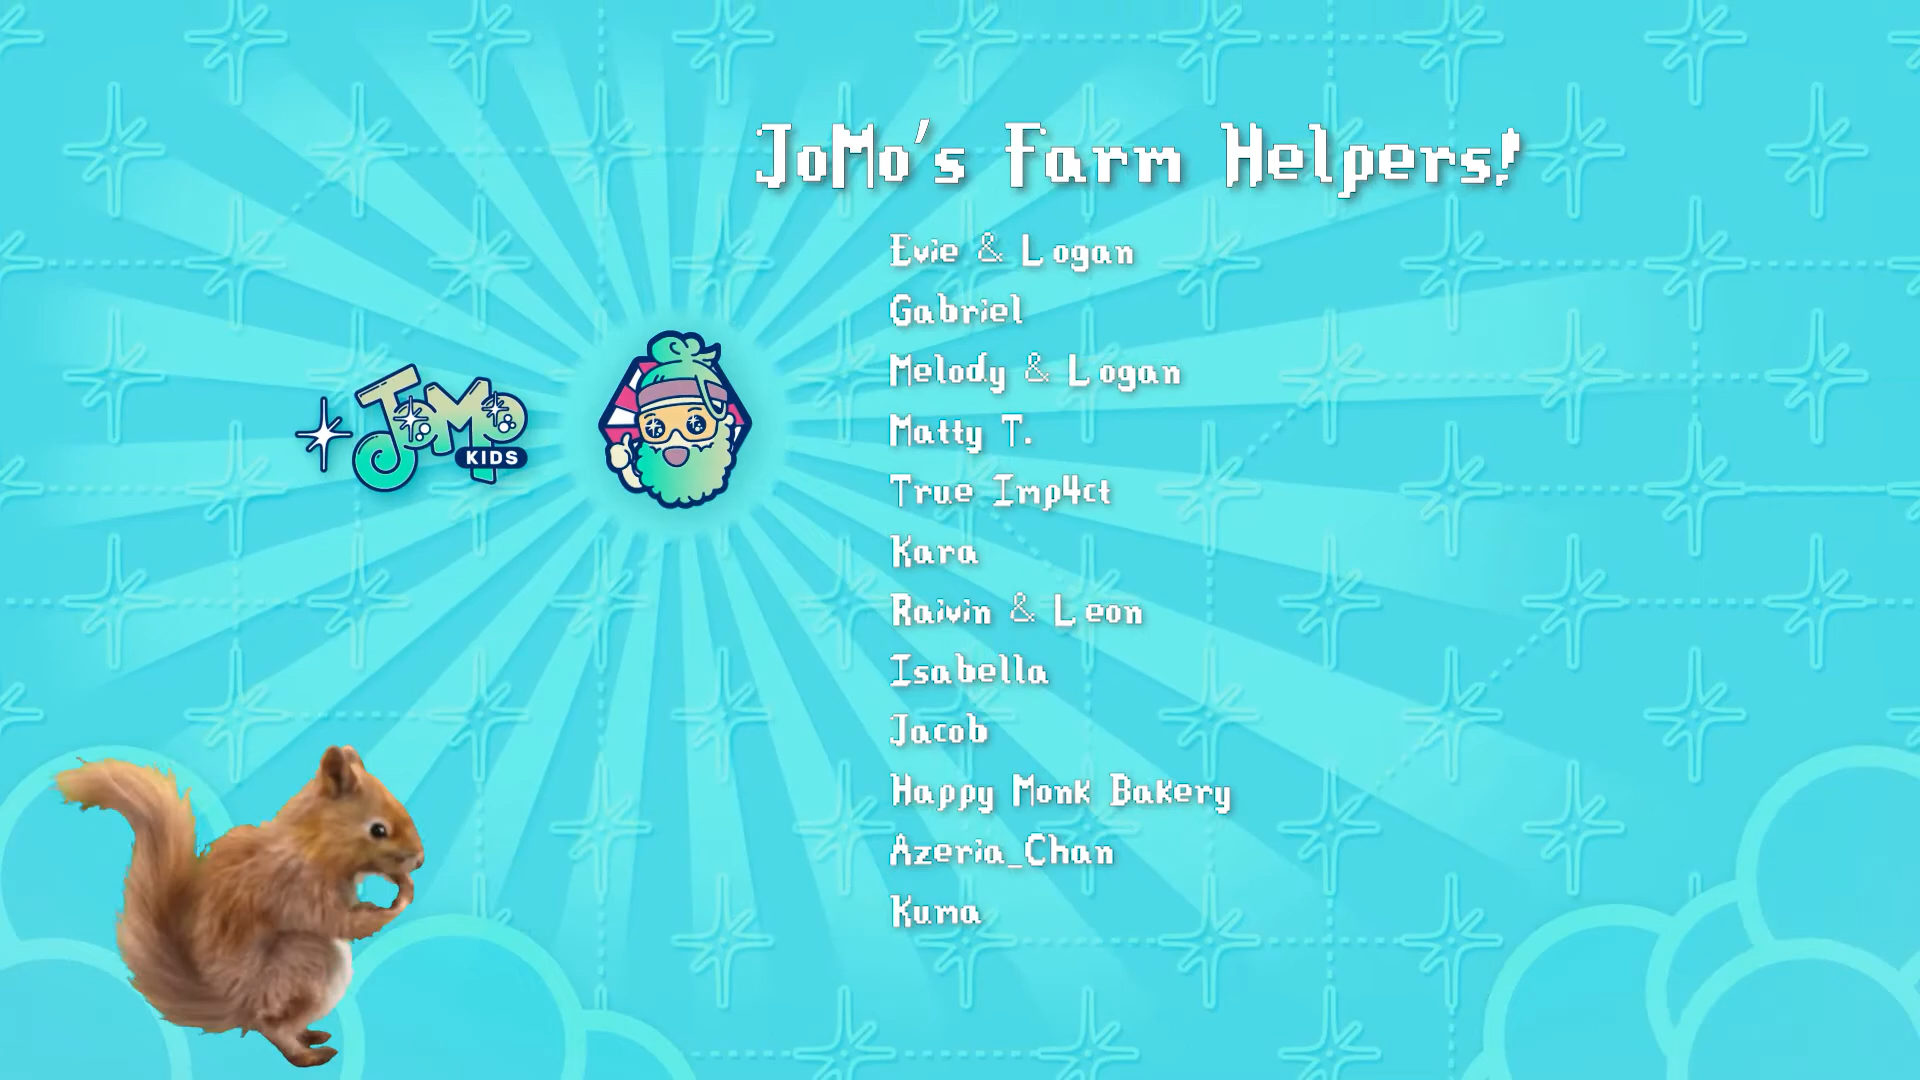 JoMo's Farm Helpers!
Evie & Logan
Gabriel
Melody & Logan
Matty T.
True Imp4ct
Kara
Raivin & Leon
Isabella
Jacob
Happy Monk Bakery
Azeria_Chan
Kuma
JoMo
KIDS